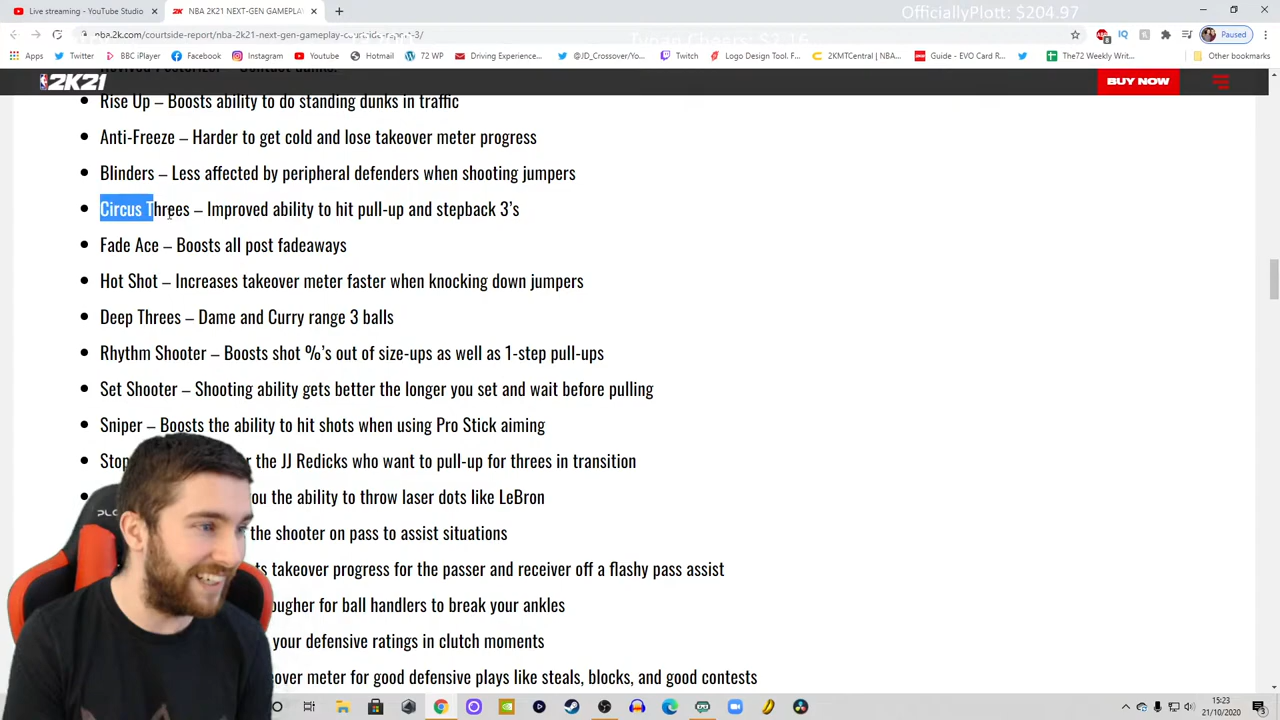 OfficiallyPlott: $204.97
Live streaming - YouTube Studio
NBA 2K21 NEXT-GEN GAMEPLAY
nba.2k.com/courtside-report/nba-2k21-next-gen-gameplay-courtside-report-3/
Paused
Apps Twitter BBC iPlayer Facebook Instagram Youtube Hotmail 72 WP Driving Experience... @JD_Crossover/Yo... Twitch Logo Design Tool. F... 2KMTCentral | NBA... Guide - EVO Card R... The72 Weekly Writ... Other bookmarks
NBA 2K21
BUY NOW
Rise Up – Boosts ability to do standing dunks in traffic
Anti-Freeze – Harder to get cold and lose takeover meter progress
Blinders – Less affected by peripheral defenders when shooting jumpers
Circus Threes – Improved ability to hit pull-up and stepback 3’s
Fade Ace – Boosts all post fadeaways
Hot Shot – Increases takeover meter faster when knocking down jumpers
Deep Threes – Dame and Curry range 3 balls
Rhythm Shooter – Boosts shot %’s out of size-ups as well as 1-step pull-ups
Set Shooter – Shooting ability gets better the longer you set and wait before pulling
Sniper – Boosts the ability to hit shots when using Pro Stick aiming
Stop the JJ Redicks who want to pull-up for threes in transition
you the ability to throw laser dots like LeBron
the shooter on pass to assist situations
takeover progress for the passer and receiver off a flashy pass assist
tougher for ball handlers to break your ankles
your defensive ratings in clutch moments
meter for good defensive plays like steals, blocks, and good contests
15:23
21/10/2020